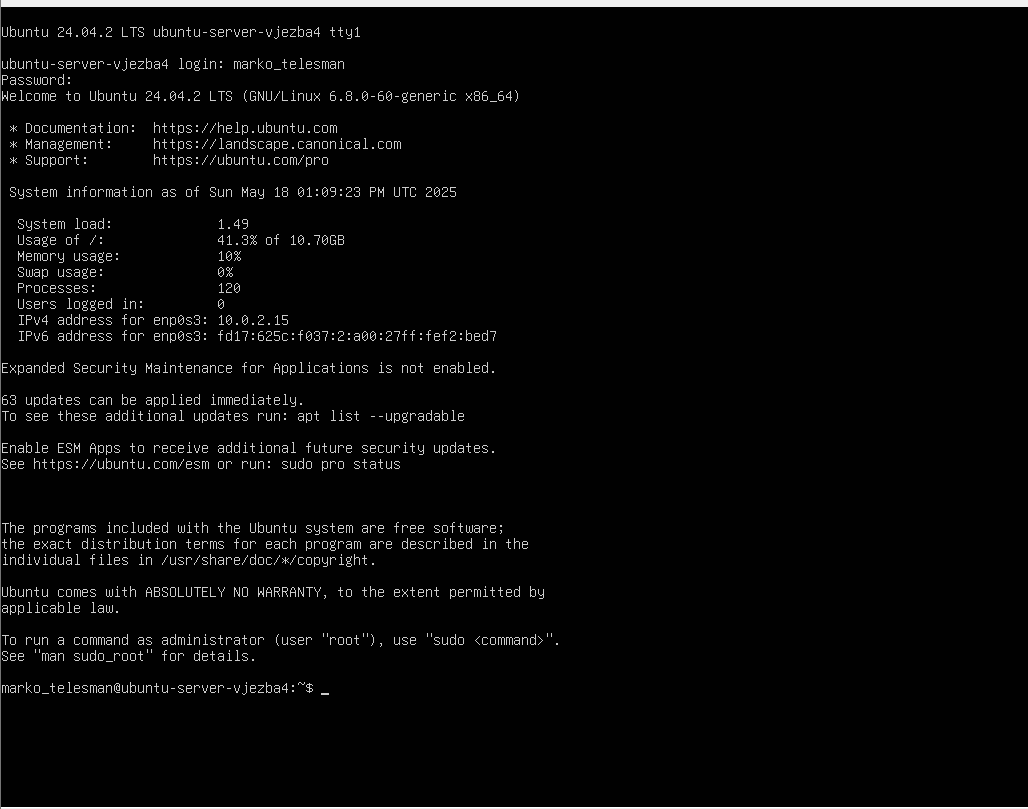 Ubuntu 24.04.2 LTS ubuntu-server-vjezba4 tty1
ubuntu-server-vjezba4 login: marko_telesman
Password:
Welcome to Ubuntu 24.04.2 LTS (GNU/Linux 6.8.0-60-generic x86_64)
* Documentation:  https://help.ubuntu.com
* Management:     https://landscape.canonical.com
* Support:        https://ubuntu.com/pro
System information as of Sun May 18 01:09:23 PM UTC 2025
System load:             1.49
Usage of /:              41.3% of 10.70GB
Memory usage:            10%
Swap usage:              0%
Processes:               120
Users logged in:         0
IPv4 address for enp0s3: 10.0.2.15
IPv6 address for enp0s3: fd17:625c:f037:2:a00:27ff:fef2:bed7
Expanded Security Maintenance for Applications is not enabled.
63 updates can be applied immediately.
To see these additional updates run: apt list --upgradable
Enable ESM Apps to receive additional future security updates.
See https://ubuntu.com/esm or run: sudo pro status
The programs included with the Ubuntu system are free software;
the exact distribution terms for each program are described in the
individual files in /usr/share/doc/*/copyright.
Ubuntu comes with ABSOLUTELY NO WARRANTY, to the extent permitted by
applicable law.
To run a command as administrator (user "root"), use "sudo <command>".
See "man sudo_root" for details.
marko_telesman@ubuntu-server-vjezba4:~$ _